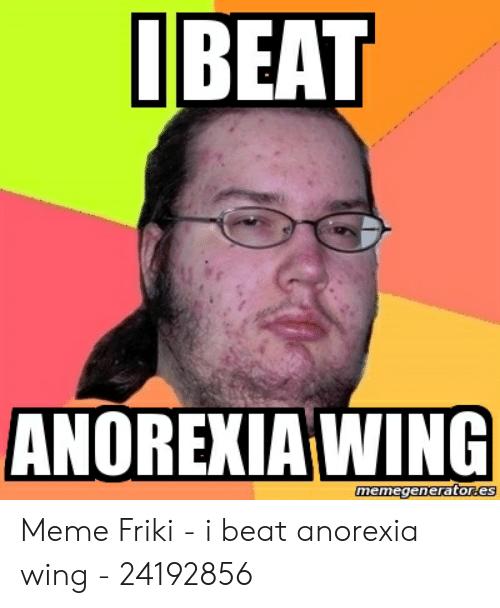 I BEAT
ANOREXIA WING
memegenerator.es
Meme Friki - i beat anorexia
wing - 24192856